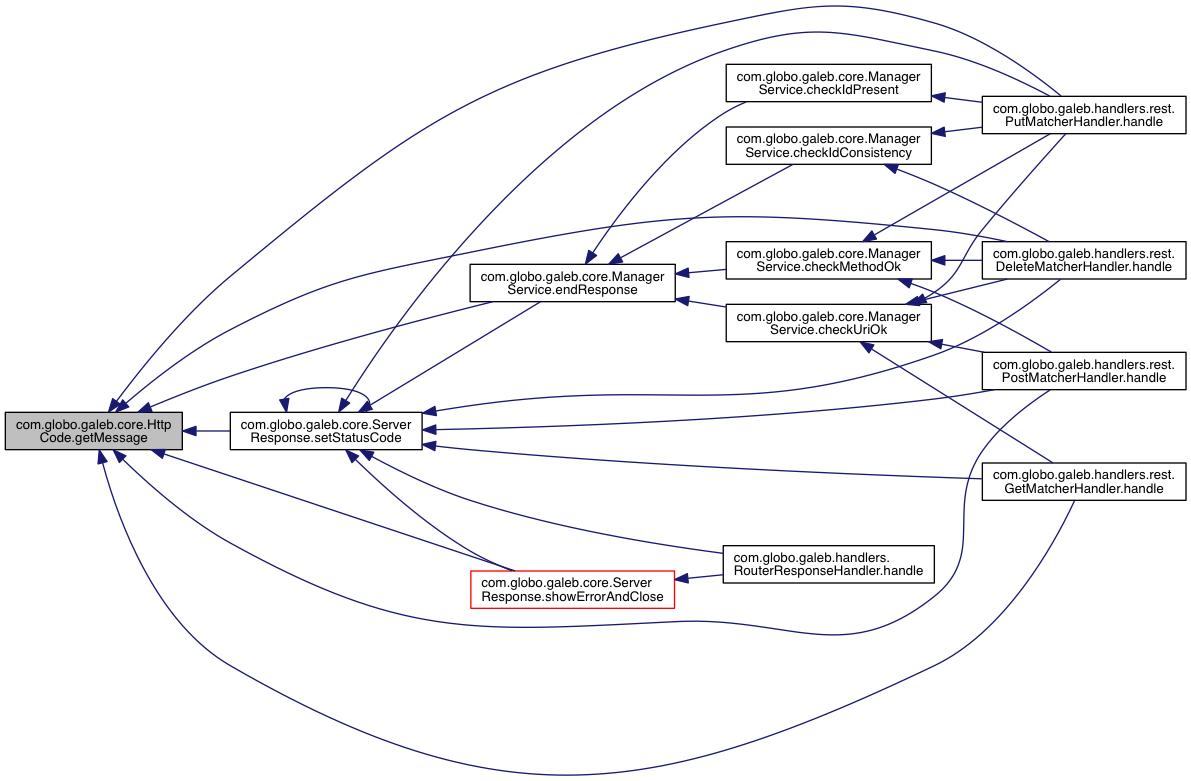 com.globo.galeb.core.Http
Code.getMessage
com.globo.galeb.core.Server
Response.setStatusCode
com.globo.galeb.core.Manager
Service.endResponse
com.globo.galeb.core.Server
Response.showErrorAndClose
com.globo.galeb.core.Manager
Service.checkIdPresent
com.globo.galeb.core.Manager
Service.checkIdConsistency
com.globo.galeb.core.Manager
Service.checkMethodOk
com.globo.galeb.core.Manager
Service.checkUriOk
com.globo.galeb.handlers.
RouterResponseHandler.handle
com.globo.galeb.handlers.rest.
PutMatcherHandler.handle
com.globo.galeb.handlers.rest.
DeleteMatcherHandler.handle
com.globo.galeb.handlers.rest.
PostMatcherHandler.handle
com.globo.galeb.handlers.rest.
GetMatcherHandler.handle